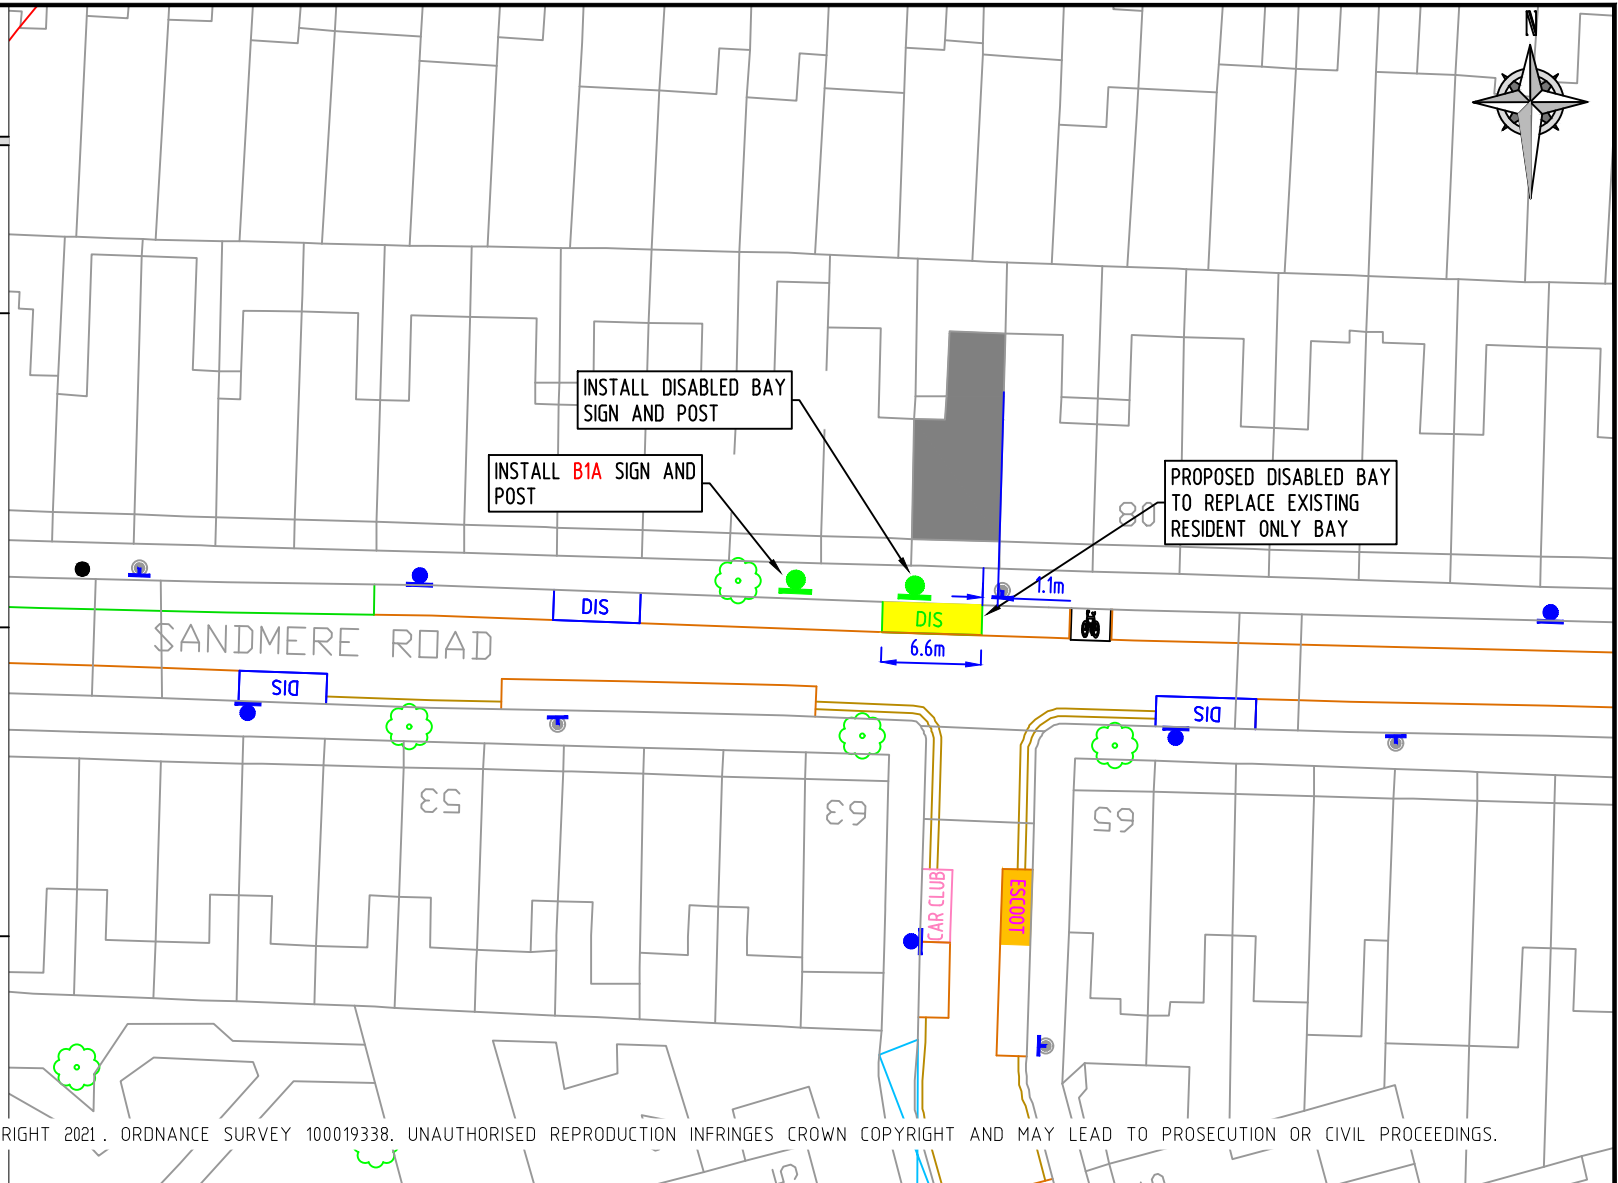 N
INSTALL DISABLED BAY
SIGN AND POST
INSTALL B1A SIGN AND
POST
PROPOSED DISABLED BAY
TO REPLACE EXISTING
RESIDENT ONLY BAY
80
1.1m
DIS
DIS
6.6m
SANDMERE ROAD
DIS
DIS
53
63
65
CAR CLUB
ESCOOT
RIGHT 2021. ORDNANCE SURVEY 100019338. UNAUTHORISED REPRODUCTION INFRINGES CROWN COPYRIGHT AND MAY LEAD TO PROSECUTION OR CIVIL PROCEEDINGS.